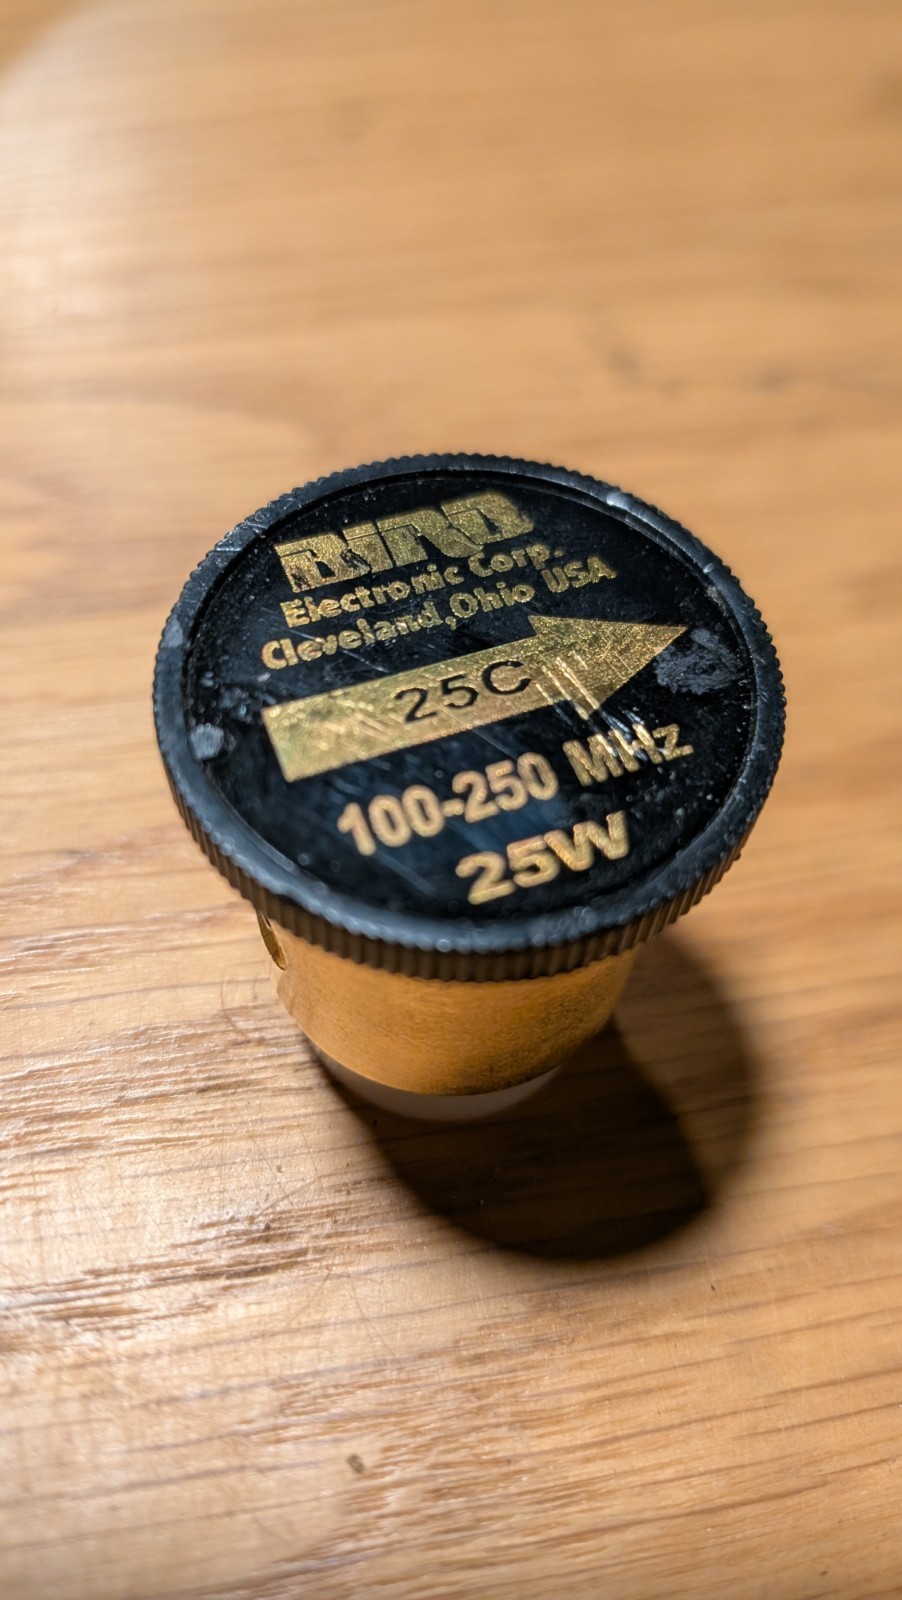 BIRD
Electronic Corp.
Cleveland,Ohio USA
25C
100-250 MHz
25W